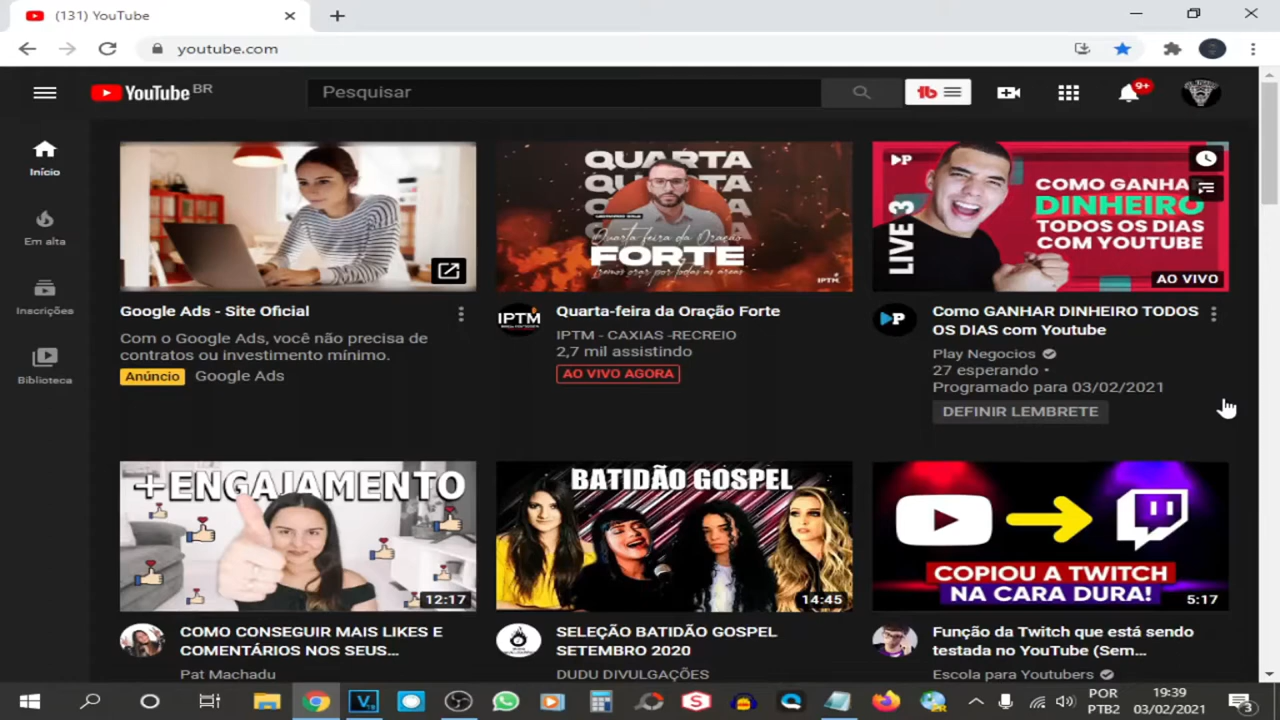 (131) YouTube
youtube.com
YouTube BR
Pesquisar
tb
9+
Início
Em alta
Inscrições
Biblioteca
Google Ads - Site Oficial
Com o Google Ads, você não precisa de
contratos ou investimento mínimo.
Anúncio Google Ads
QUARTA
QUARTA
QUARTA
Quarta-feira da Oração
FORTE
IPTM
IPTM
Quarta-feira da Oração Forte
IPTM - CAXIAS -RECREIO
2,7 mil assistindo
AO VIVO AGORA
P
LIVE 3
COMO GANHAR
DINHEIRO
TODOS OS DIAS
COM YOUTUBE
AO VIVO
P
Como GANHAR DINHEIRO TODOS
OS DIAS com Youtube
Play Negocios
27 esperando •
Programado para 03/02/2021
DEFINIR LEMBRETE
+ENGAJAMENTO
12:17
COMO CONSEGUIR MAIS LIKES E
COMENTÁRIOS NOS SEUS...
Pat Machadu
BATIDÃO GOSPEL
14:45
SELEÇÃO BATIDÃO GOSPEL
SETEMBRO 2020
DUDU DIVULGAÇÕES
COPIOU A TWITCH
NA CARA DURA!
5:17
Função da Twitch que está sendo
testada no YouTube (Sem...
Escola para Youtubers
POR
PTB2
19:39
03/02/2021
3